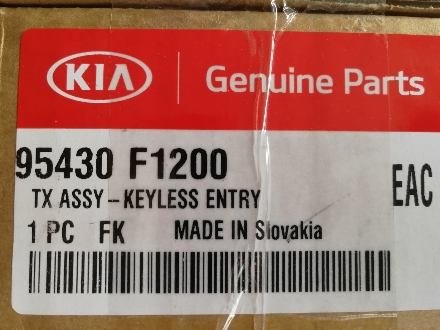 KIA Genuine Parts
95430 F1200
TX ASSY-KEYLESS ENTRY EAC
1 PC FK MADE IN Slovakia